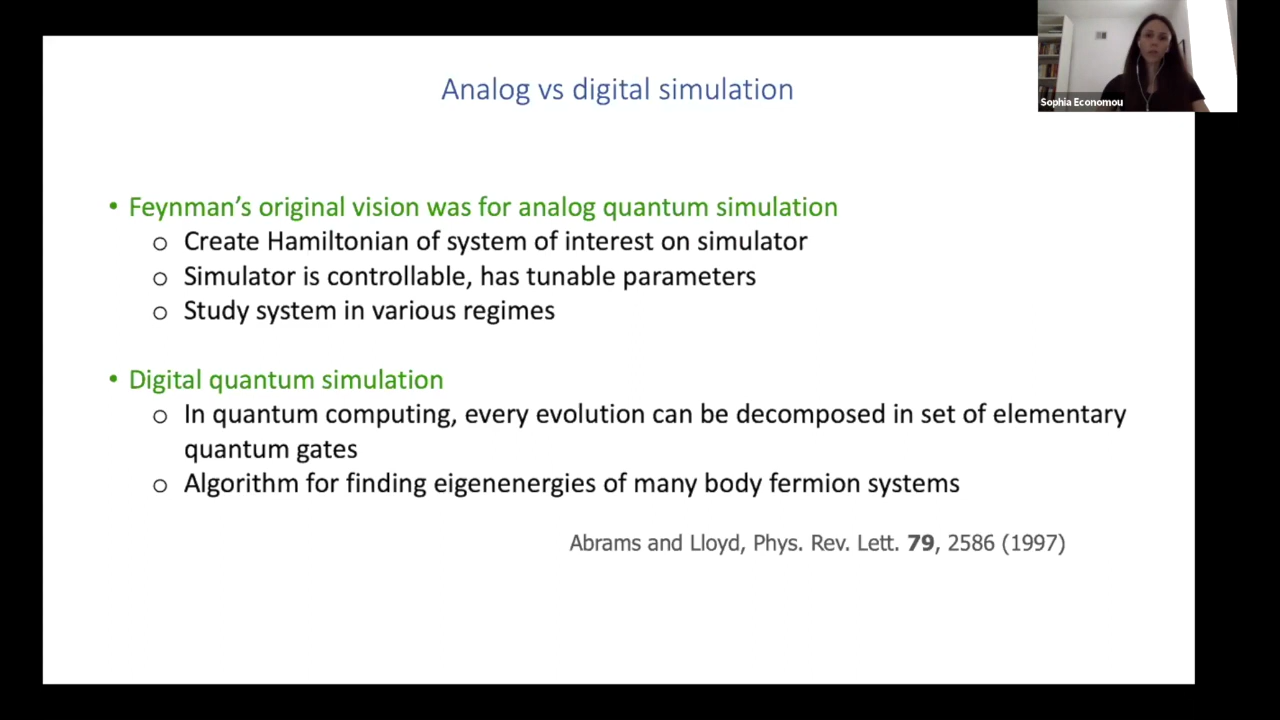 Analog vs digital simulation
Sophia Economou
• Feynman's original vision was for analog quantum simulation
o Create Hamiltonian of system of interest on simulator
o Simulator is controllable, has tunable parameters
o Study system in various regimes
• Digital quantum simulation
o In quantum computing, every evolution can be decomposed in set of elementary
quantum gates
o Algorithm for finding eigenenergies of many body fermion systems
Abrams and Lloyd, Phys. Rev. Lett. 79, 2586 (1997)